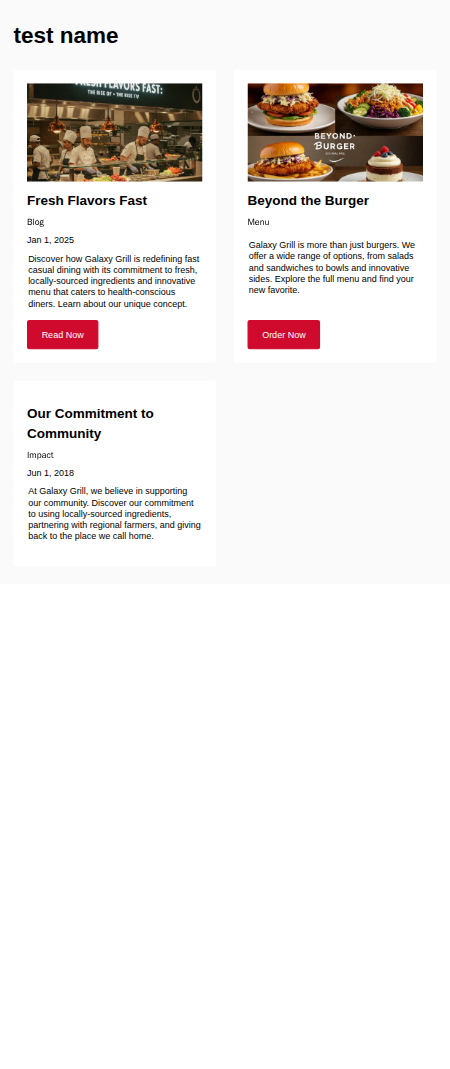 test name
FRESH FLAVORS FAST:
THE RISE OF
Fresh Flavors Fast
Blog
Jan 1, 2025
Discover how Galaxy Grill is redefining fast
casual dining with its commitment to fresh,
locally-sourced ingredients and innovative
menu that caters to health-conscious
diners. Learn about our unique concept.
Read Now
BEYOND
BURGER
Beyond the Burger
Menu
Galaxy Grill is more than just burgers. We
offer a wide range of options, from salads
and sandwiches to bowls and innovative
sides. Explore the full menu and find your
new favorite.
Order Now
Our Commitment to
Community
Impact
Jun 1, 2018
At Galaxy Grill, we believe in supporting
our community. Discover our commitment
to using locally-sourced ingredients,
partnering with regional farmers, and giving
back to the place we call home.